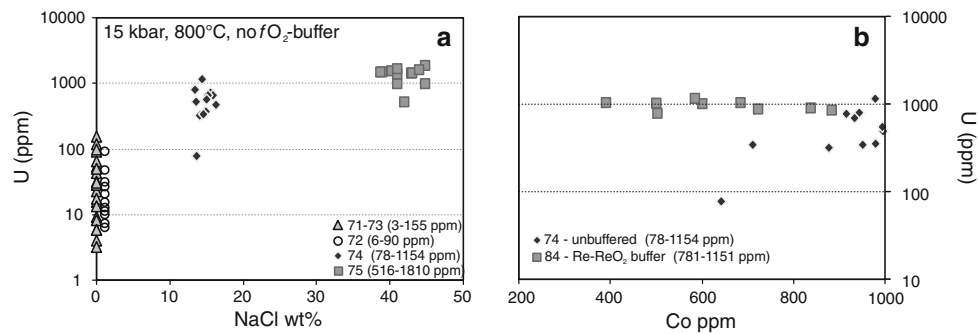 15 kbar, 800°C, no fO2-buffer
a
10000
1000
100
10
1
U (ppm)
0
10
20
30
40
50
NaCl wt%
71-73 (3-155 ppm)
72 (6-90 ppm)
74 (78-1154 ppm)
75 (516-1810 ppm)
b
10000
1000
100
10
U (ppm)
74 - unbuffered (78-1154 ppm)
84 - Re-ReO2 buffer (781-1151 ppm)
200
400
600
800
1000
Co ppm